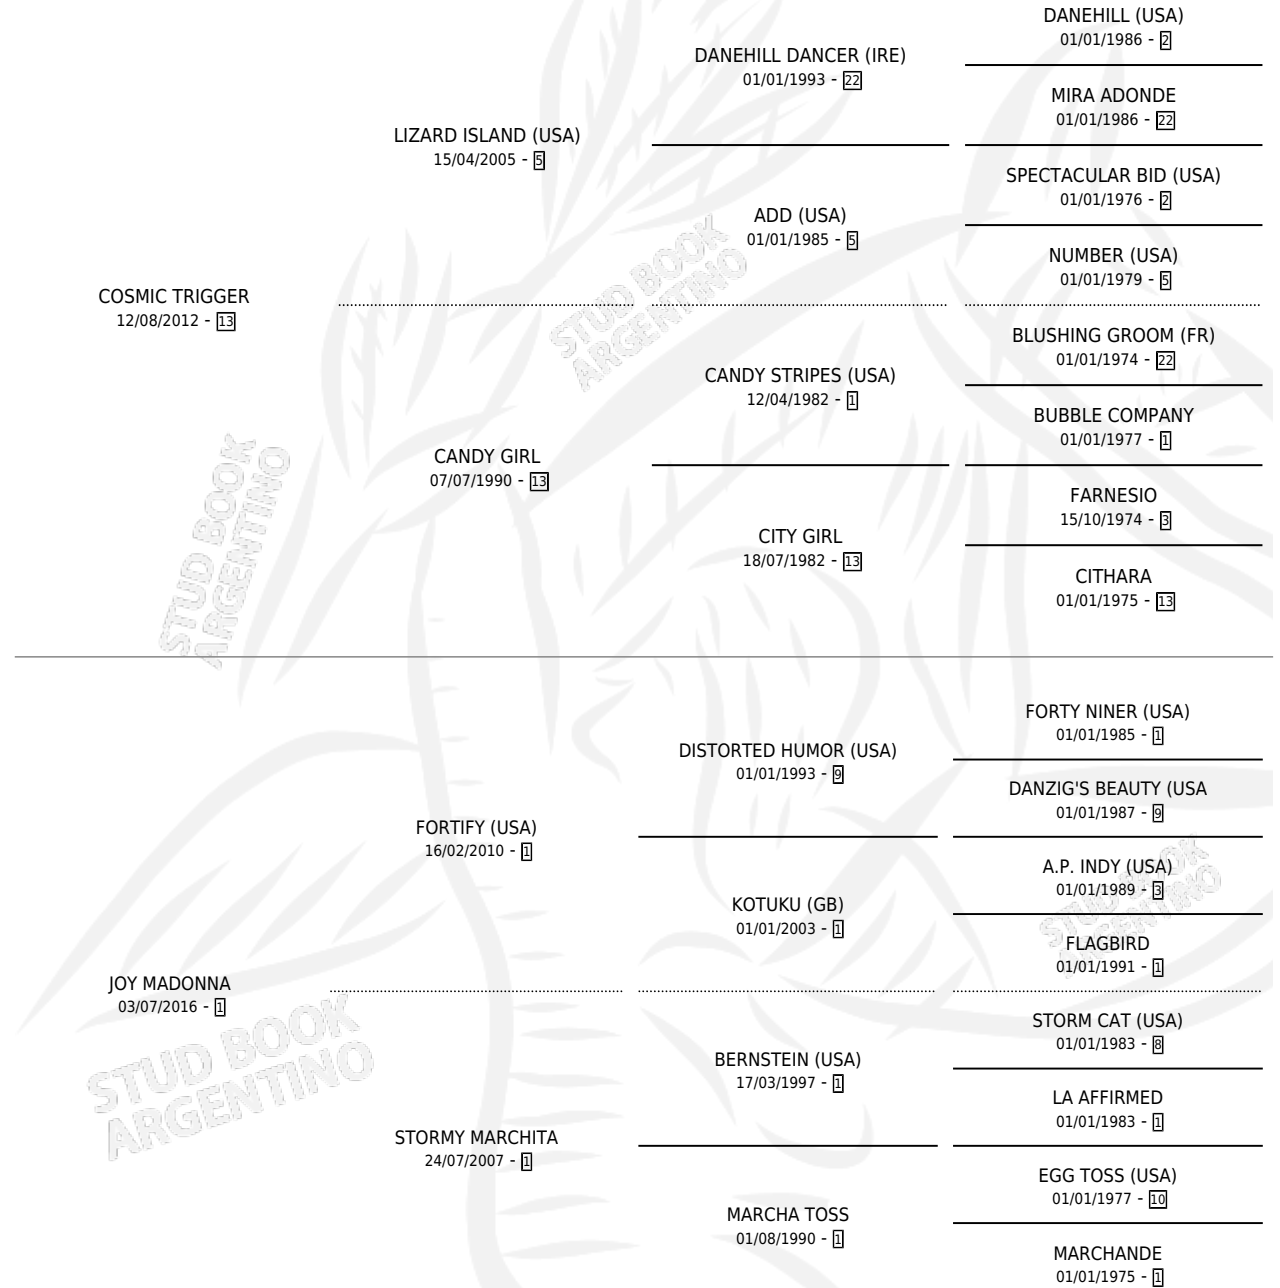 DANEHILL (USA)
01/01/1986 - 2
DANEHILL DANCER (IRE)
01/01/1993 - 22
MIRA ADONDE
01/01/1986 - 22
LIZARD ISLAND (USA)
15/04/2005 - 5
SPECTACULAR BID (USA)
01/01/1976 - 2
ADD (USA)
01/01/1985 - 5
NUMBER (USA)
01/01/1979 - 5
COSMIC TRIGGER
12/08/2012 - 13
STUD BOOK
ARGENTINO
BLUSHING GROOM (FR)
01/01/1974 - 22
CANDY STRIPES (USA)
12/04/1982 - 1
BUBBLE COMPANY
01/01/1977 - 1
CANDY GIRL
07/07/1990 - 13
FARNESIO
15/10/1974 - 3
CITY GIRL
18/07/1982 - 13
CITHARA
01/01/1975 - 13
STUD BOOK
ARGENTINO
FORTY NINER (USA)
01/01/1985 - 1
DISTORTED HUMOR (USA)
01/01/1993 - 9
DANZIG'S BEAUTY (USA
01/01/1987 - 9
FORTIFY (USA)
16/02/2010 - 1
A.P. INDY (USA)
01/01/1989 - 3
KOTUKU (GB)
01/01/2003 - 1
FLAGBIRD
01/01/1991 - 1
STUD BOOK
ARGENTINO
JOY MADONNA
03/07/2016 - 1
STORM CAT (USA)
01/01/1983 - 8
BERNSTEIN (USA)
17/03/1997 - 1
LA AFFIRMED
01/01/1983 - 1
STUD BOOK
ARGENTINO
STORMY MARCHITA
24/07/2007 - 1
EGG TOSS (USA)
01/01/1977 - 10
MARCHA TOSS
01/08/1990 - 1
MARCHANDE
01/01/1975 - 1